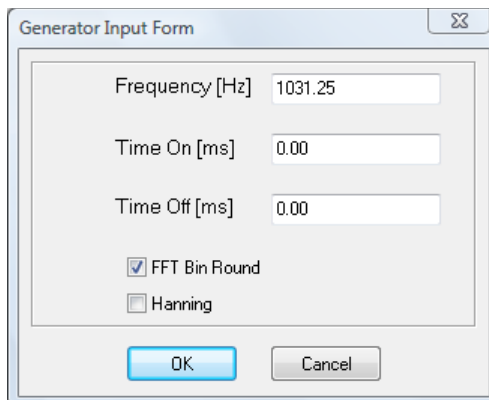 Generator Input Form
Frequency [Hz] 1031.25
Time On [ms] 0.00
Time Off [ms] 0.00
FFT Bin Round
Hanning
OK Cancel